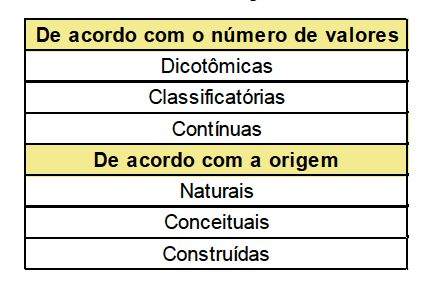 De acordo com o número de valores
Dicotômicas
Classificatórias
Contínuas
De acordo com a origem
Naturais
Conceituais
Construídas